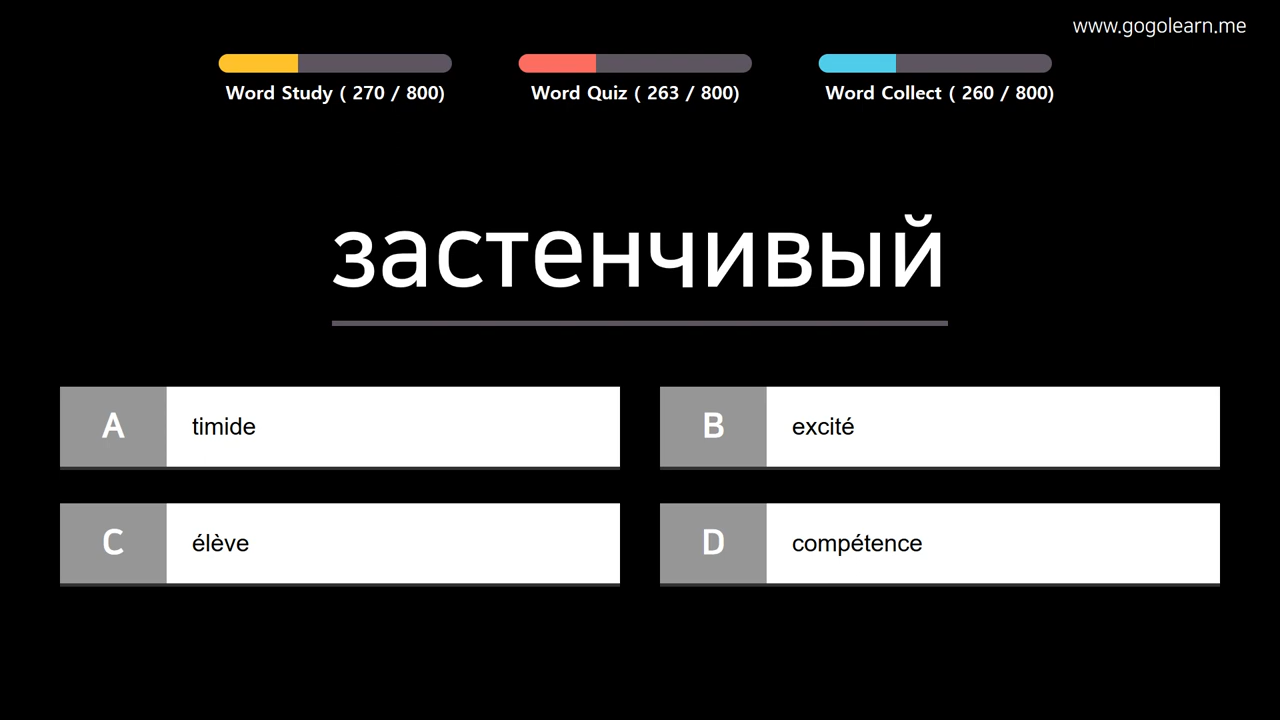 www.gogolearn.me
Word Study ( 270 / 800)
Word Quiz ( 263 / 800)
Word Collect ( 260 / 800)
застенчивый
A timide
B excité
C élève
D compétence